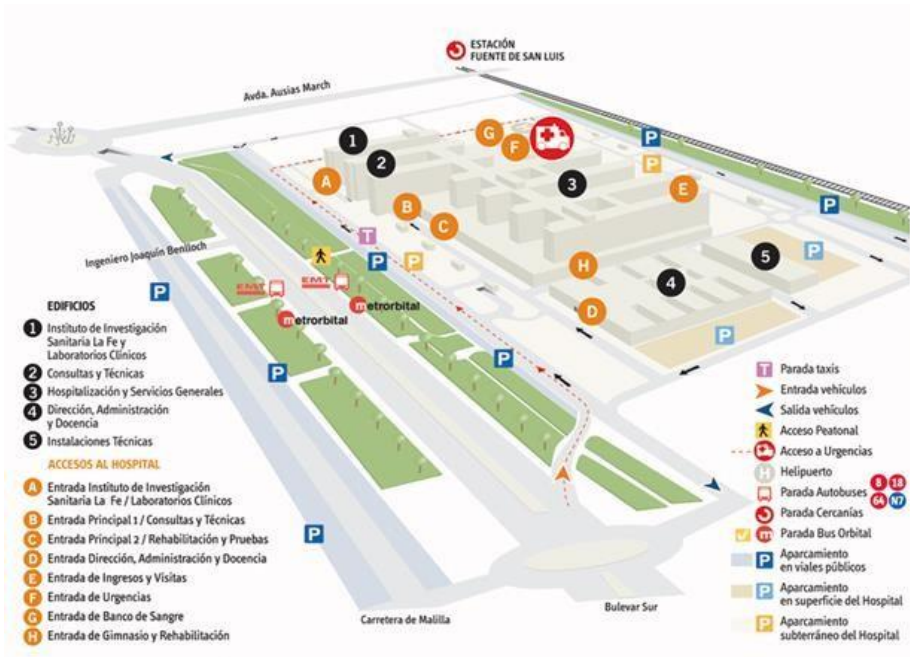 ESTACIÓN
FUENTE DE SAN LUIS
Avda. Ausias March
1
G
F
P
P
2
A
3
E
P
B
C
T
P
P
P
Ingeniero Joaquín Benlloch
P
H
4
5
D
EMT
EMT
metrorbital
metrorbital
P
P
P
P
EDIFICIOS
1 Instituto de Investigación
Sanitaria La Fe y
Laboratorios Clínicos
2 Consultas y Técnicas
3 Hospitalización y Servicios Generales
4 Dirección, Administración
y Docencia
5 Instalaciones Técnicas
ACCESOS AL HOSPITAL
A Entrada Instituto de Investigación
Sanitaria La Fe / Laboratorios Clínicos
B Entrada Principal 1 / Consultas y Técnicas
C Entrada Principal 2 / Rehabilitación y Pruebas
D Entrada Dirección, Administración y Docencia
E Entrada de Ingresos y Visitas
F Entrada de Urgencias
G Entrada de Banco de Sangre
H Entrada de Gimnasio y Rehabilitación
Carretera de Malilla
Bulevar Sur
T Parada taxis
Entrada vehículos
Salida vehículos
Acceso Peatonal
Acceso a Urgencias
H Helipuerto
Parada Autobuses 8 18 64 N7
Parada Cercanías
m Parada Bus Orbital
P Aparcamiento
en viales públicos
P Aparcamiento
en superficie del Hospital
P Aparcamiento
subterráneo del Hospital